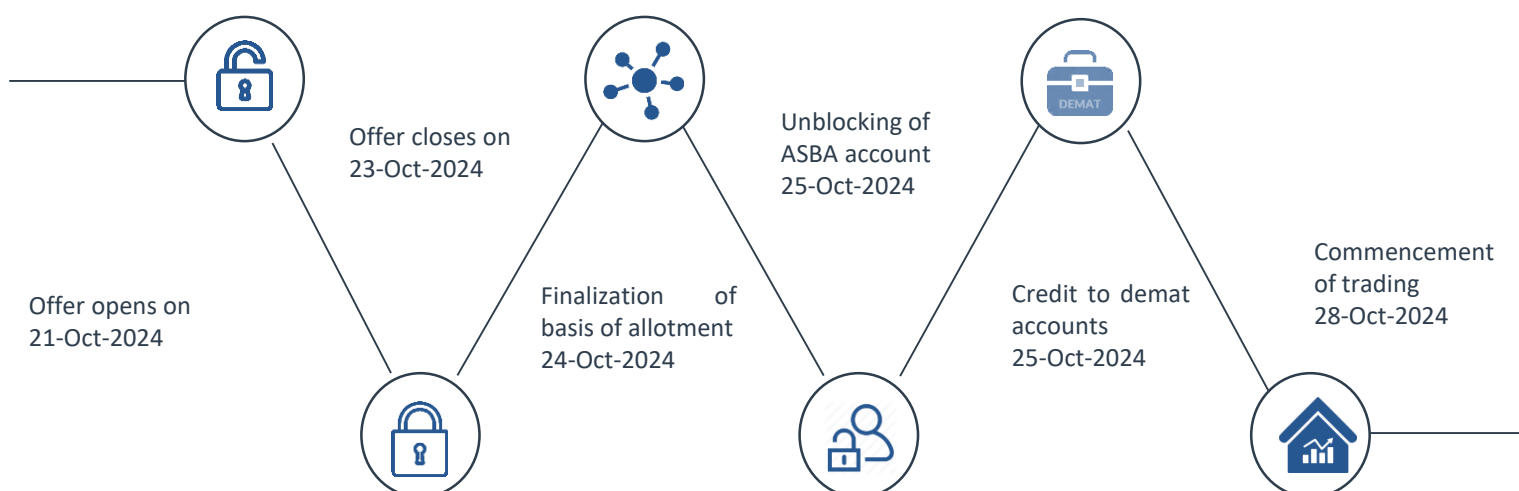 Offer opens on
21-Oct-2024
Offer closes on
23-Oct-2024
Finalization of
basis of allotment
24-Oct-2024
Unblocking of
ASBA account
25-Oct-2024
DEMAT
Credit to demat
accounts
25-Oct-2024
Commencement
of trading
28-Oct-2024